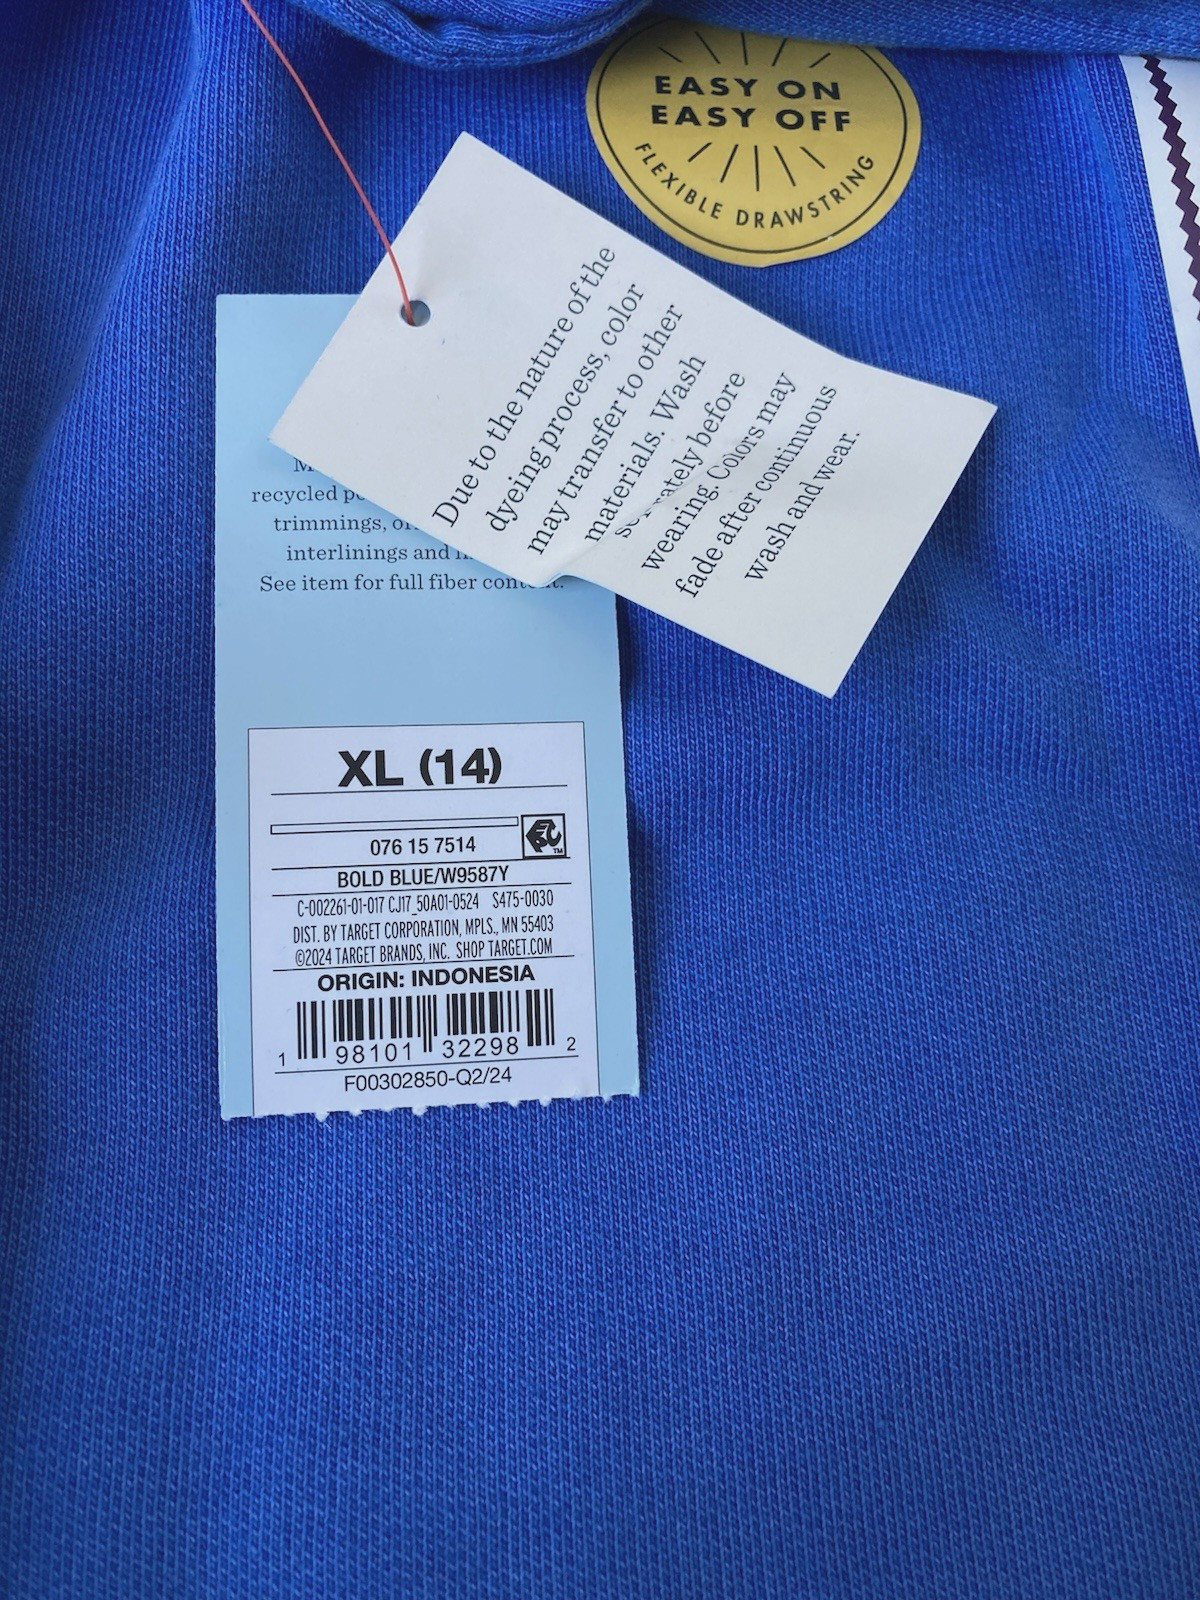 EASY ON
EASY OFF
FLEXIBLE DRAWSTRING
Due to the nature of the
dyeing process, color
may transfer to other
materials. Wash
separately before
wearing. Colors may
fade after continuous
wash and wear.
recycled
trimmings,
interlinings and
See item for full fiber content.
XL (14)
076 15 7514
BOLD BLUE/W9587Y
C-002261-01-017 CJ17_50A01-0524 S475-0030
DIST. BY TARGET CORPORATION, MPLS., MN 55403
©2024 TARGET BRANDS, INC. SHOP TARGET.COM
ORIGIN: INDONESIA
1 98101 32298 2
F00302850-Q2/24